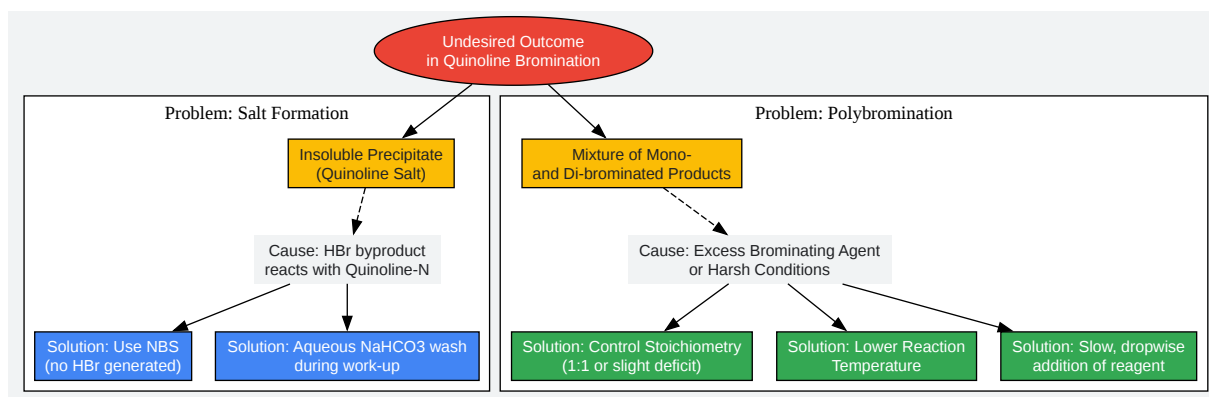 Undesired Outcome
in Quinoline Bromination
Problem: Salt Formation
Problem: Polybromination
Insoluble Precipitate
(Quinoline Salt)
Mixture of Mono-
and Di-brominated Products
Cause: HBr byproduct
reacts with Quinoline-N
Cause: Excess Brominating Agent
or Harsh Conditions
Solution: Use NBS
(no HBr generated)
Solution: Aqueous NaHCO3 wash
during work-up
Solution: Control Stoichiometry
(1:1 or slight deficit)
Solution: Lower Reaction
Temperature
Solution: Slow, dropwise
addition of reagent